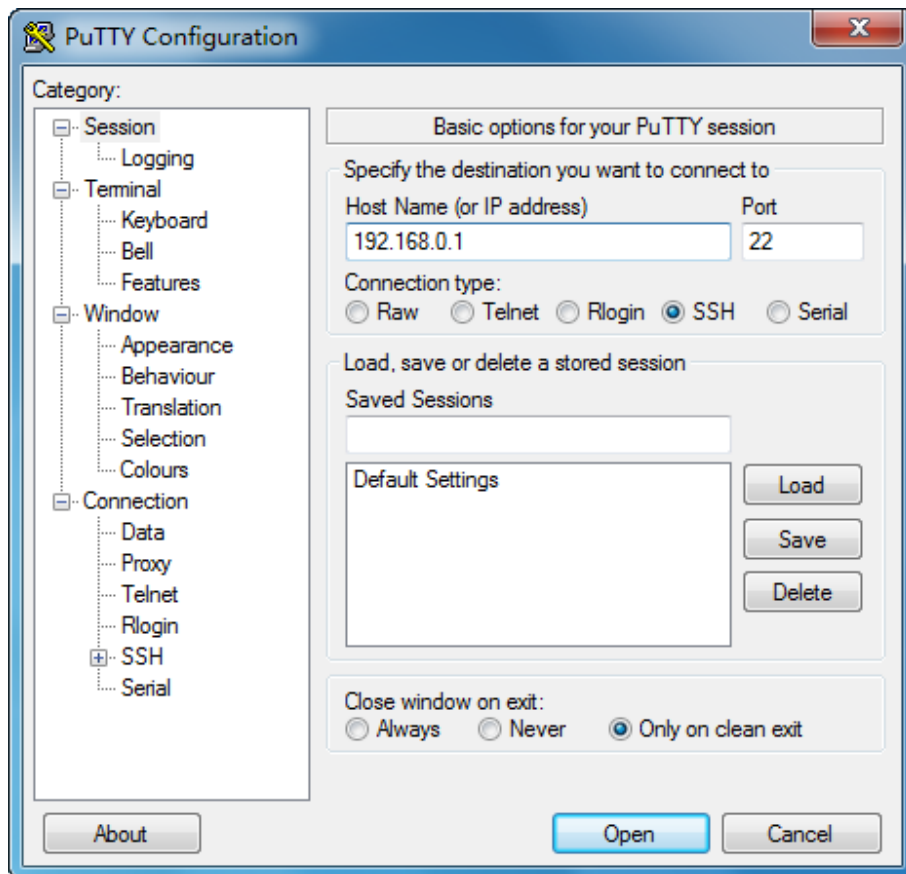 PuTTY Configuration
Category:
Session
Logging
Terminal
Keyboard
Bell
Features
Window
Appearance
Behaviour
Translation
Selection
Colours
Connection
Data
Proxy
Telnet
Rlogin
SSH
Serial
Basic options for your PuTTY session
Specify the destination you want to connect to
Host Name (or IP address) Port
192.168.0.1 22
Connection type:
Raw Telnet Rlogin SSH Serial
Load, save or delete a stored session
Saved Sessions
Default Settings
Load
Save
Delete
Close window on exit:
Always Never Only on clean exit
About Open Cancel